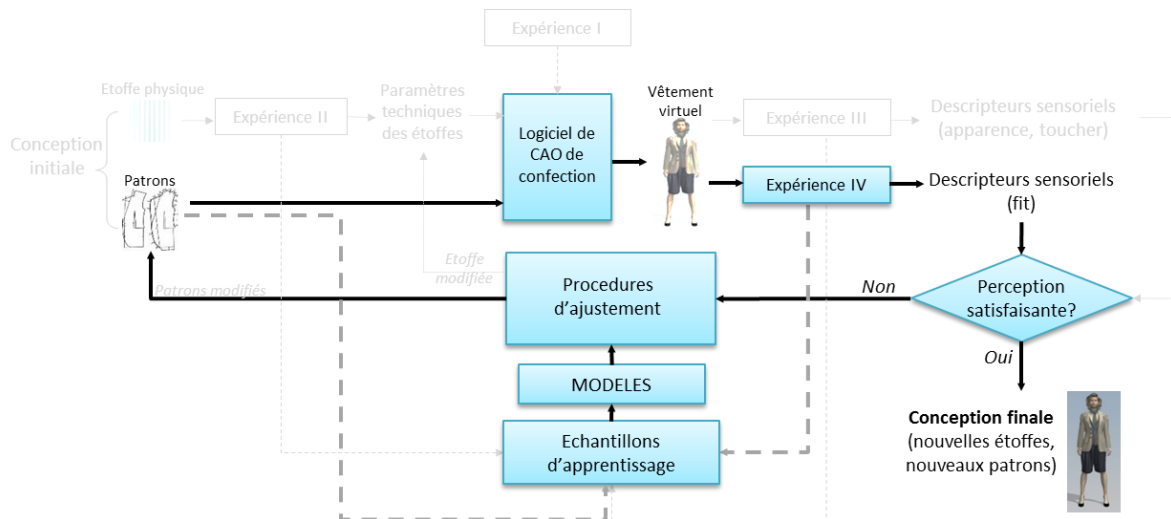 Expérience I
Etoffe physique
Expérience II
Paramètres
techniques
des étoffes
Logiciel de
CAO de
confection
Vêtement
virtuel
Expérience III
Descripteurs sensoriels
(apparence, toucher)
Conception
initiale
Patrons
Expérience IV
Descripteurs sensoriels
(fit)
Etoffe
modifiée
Patrons modifiés
Procedures
d’ajustement
Non
Perception
satisfaisante?
Oui
MODELES
Echantillons
d’apprentissage
Conception finale
(nouvelles étoffes,
nouveaux patrons)